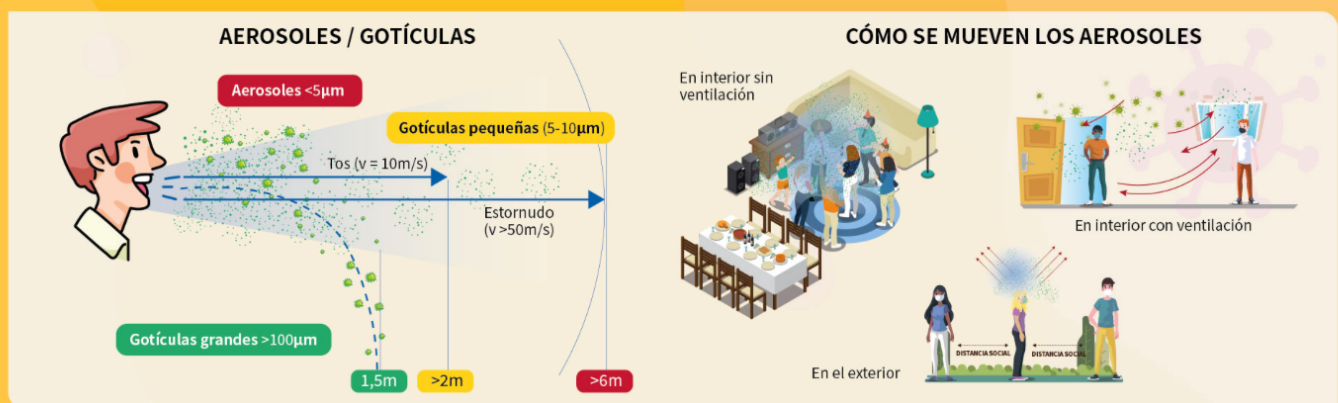 AEROSOLES / GOTÍCULAS
Aerosoles <5µm
Gotículas pequeñas (5-10µm)
Tos (v = 10m/s)
Estornudo
(v >50m/s)
Gotículas grandes >100µm
1,5m
>2m
>6m
CÓMO SE MUEVEN LOS AEROSOLES
En interior sin
ventilación
En interior con ventilación
DISTANCIA SOCIAL
DISTANCIA SOCIAL
En el exterior